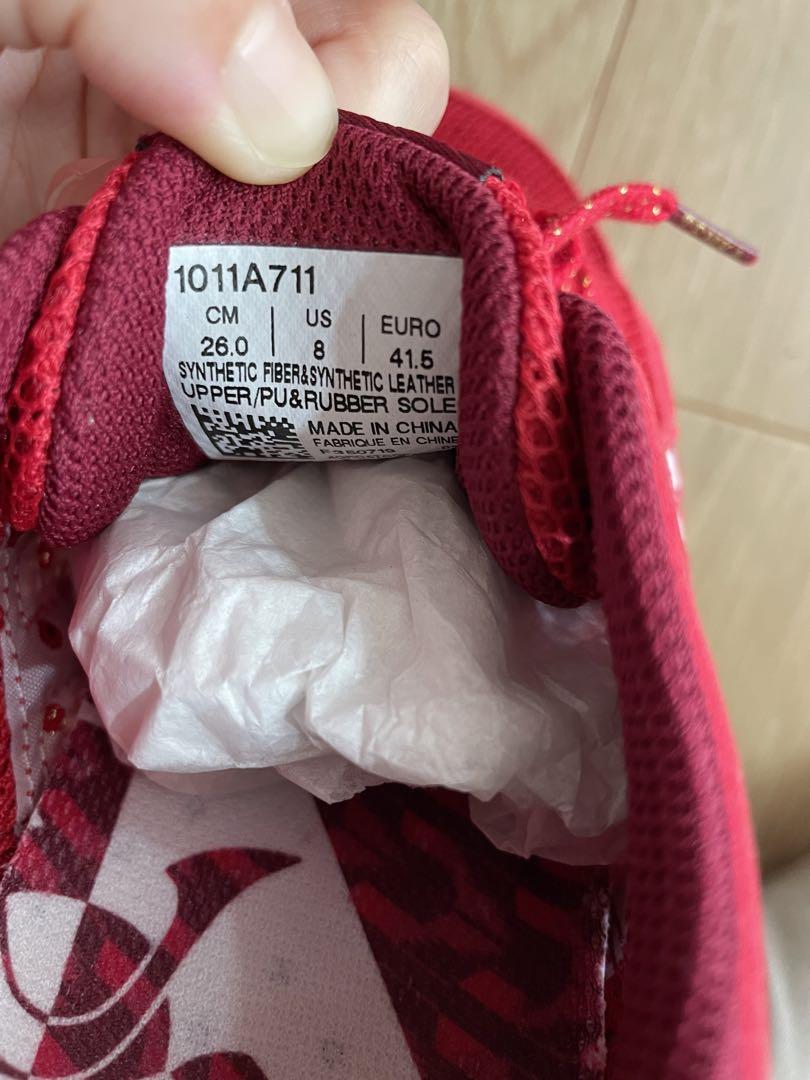 1011A711
CM US EURO
26.0 8 41.5
SYNTHETIC FIBER&SYNTHETIC LEATHER
UPPER/PU&RUBBER SOLE
MADE IN CHINA
FABRIQUE EN CHINE